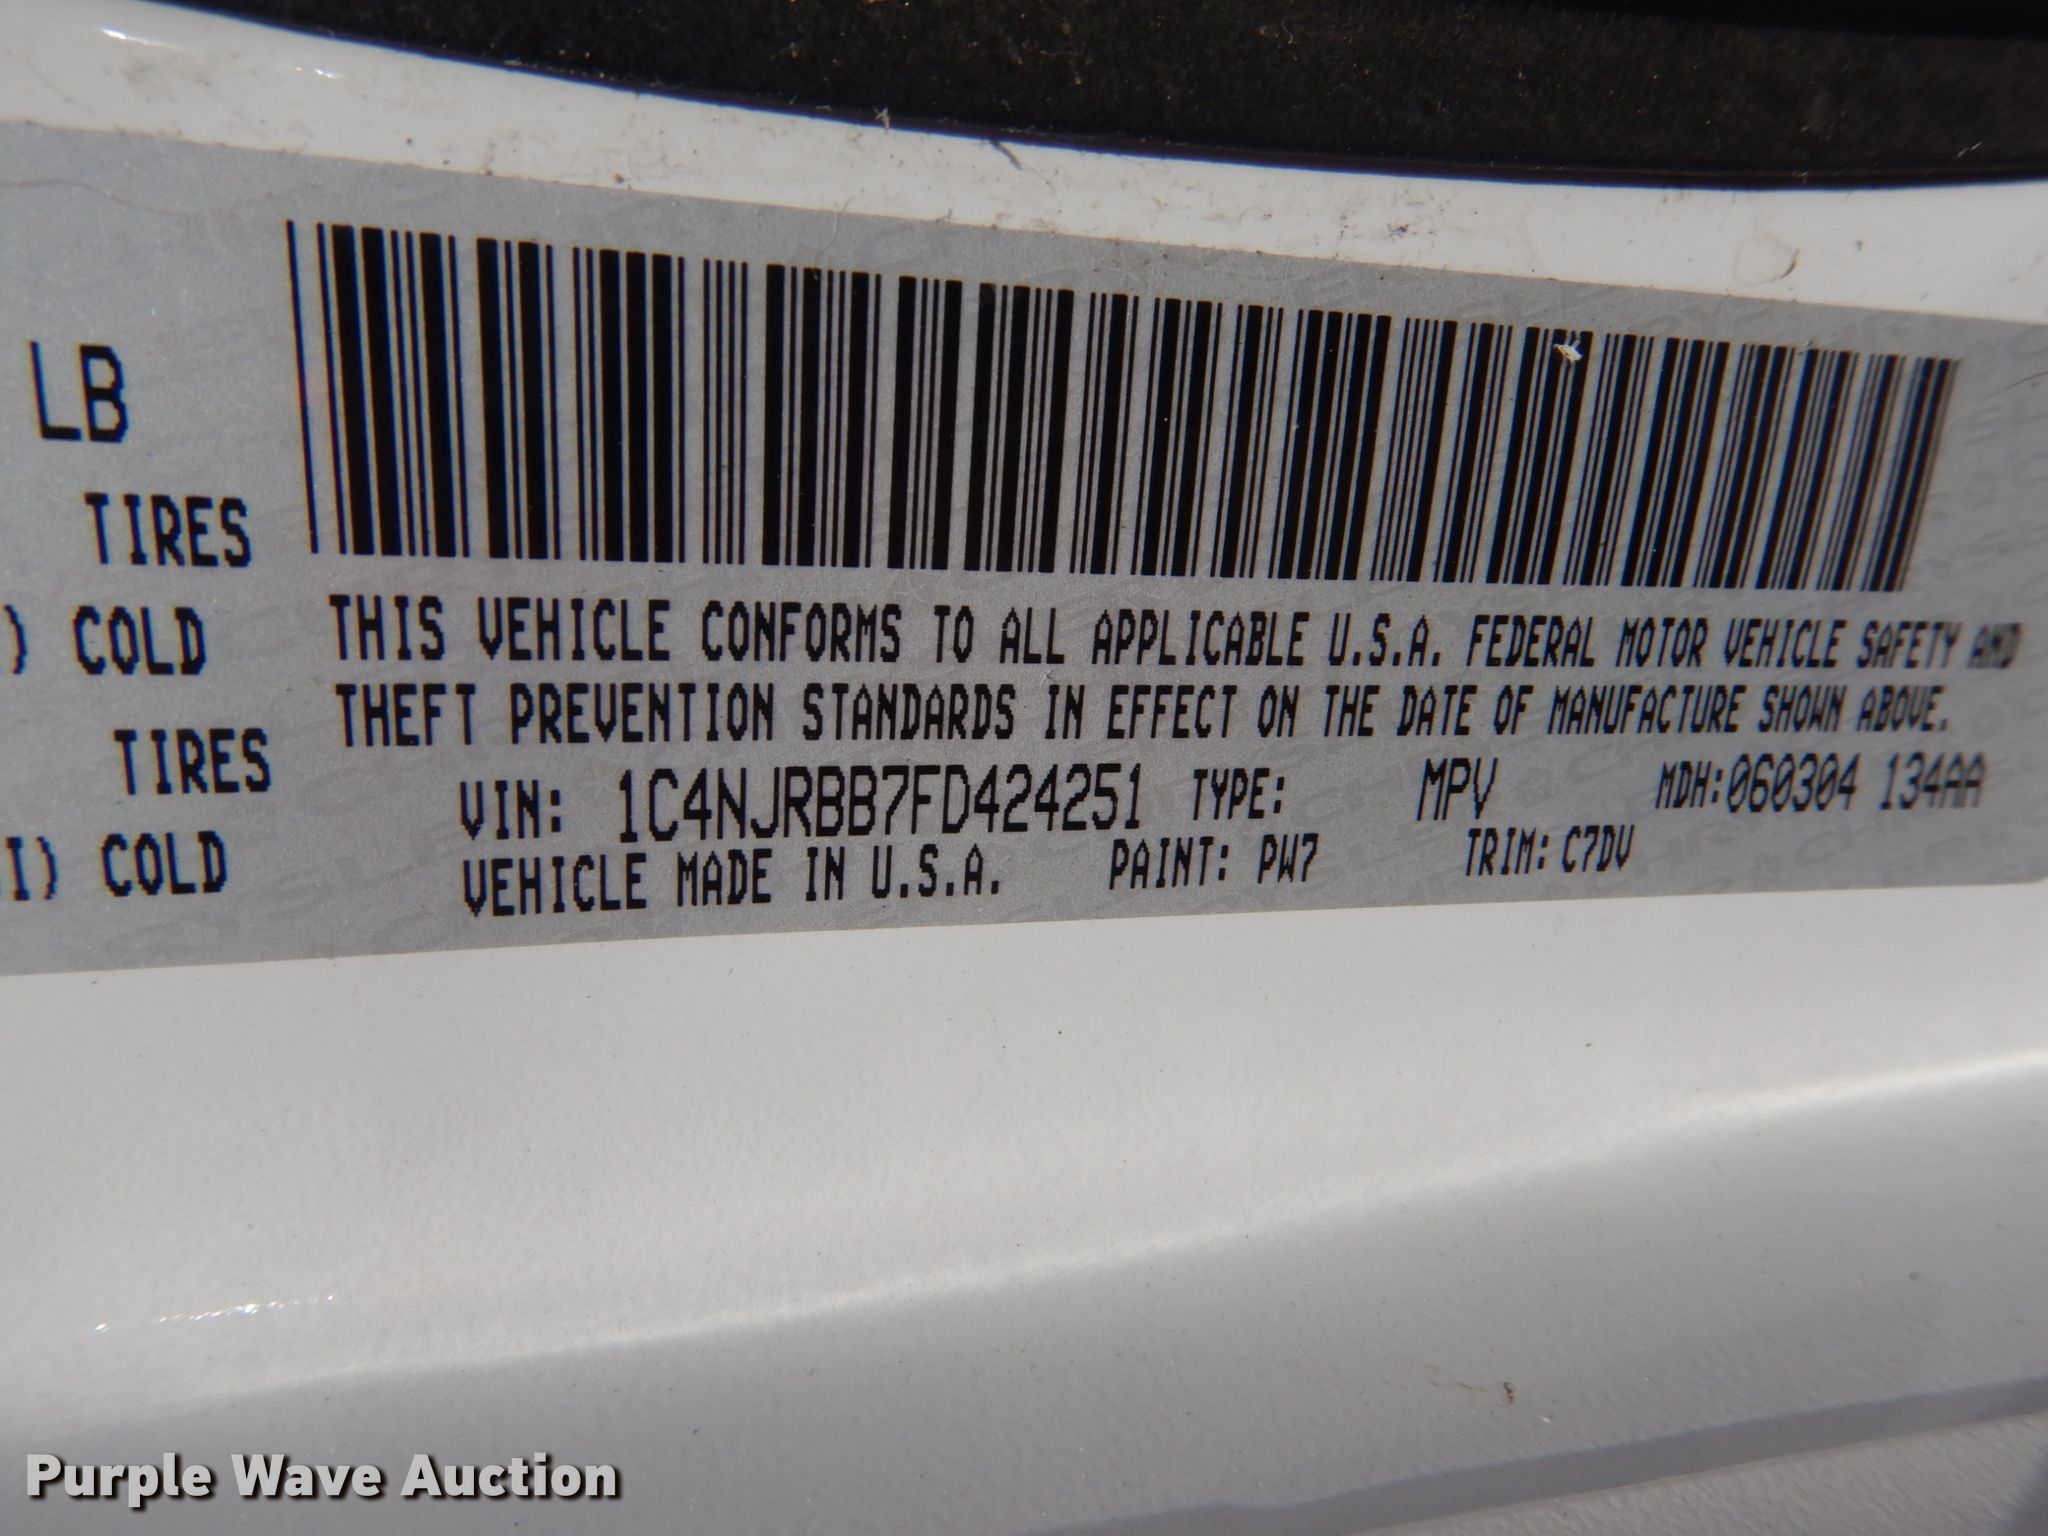 LB
TIRES
) COLD
TIRES
I) COLD
THIS VEHICLE CONFORMS TO ALL APPLICABLE U.S.A. FEDERAL MOTOR VEHICLE SAFETY AND
THEFT PREVENTION STANDARDS IN EFFECT ON THE DATE OF MANUFACTURE SHOWN ABOVE.
VIN: 1C4NJRBB7FD424251 TYPE: MPV MDH:060304 134AA
VEHICLE MADE IN U.S.A. PAINT: PW7 TRIM: C7DV
Purple Wave Auction